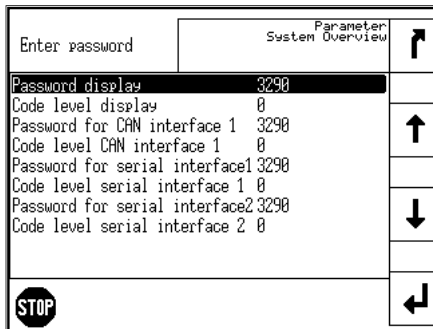 Enter password
Parameter
System Overview
Password display 3290
Code level display 0
Password for CAN interface 1 3290
Code level CAN interface 1 0
Password for serial interface1 3290
Code level serial interface 1 0
Password for serial interface2 3290
Code level serial interface 2 0
STOP